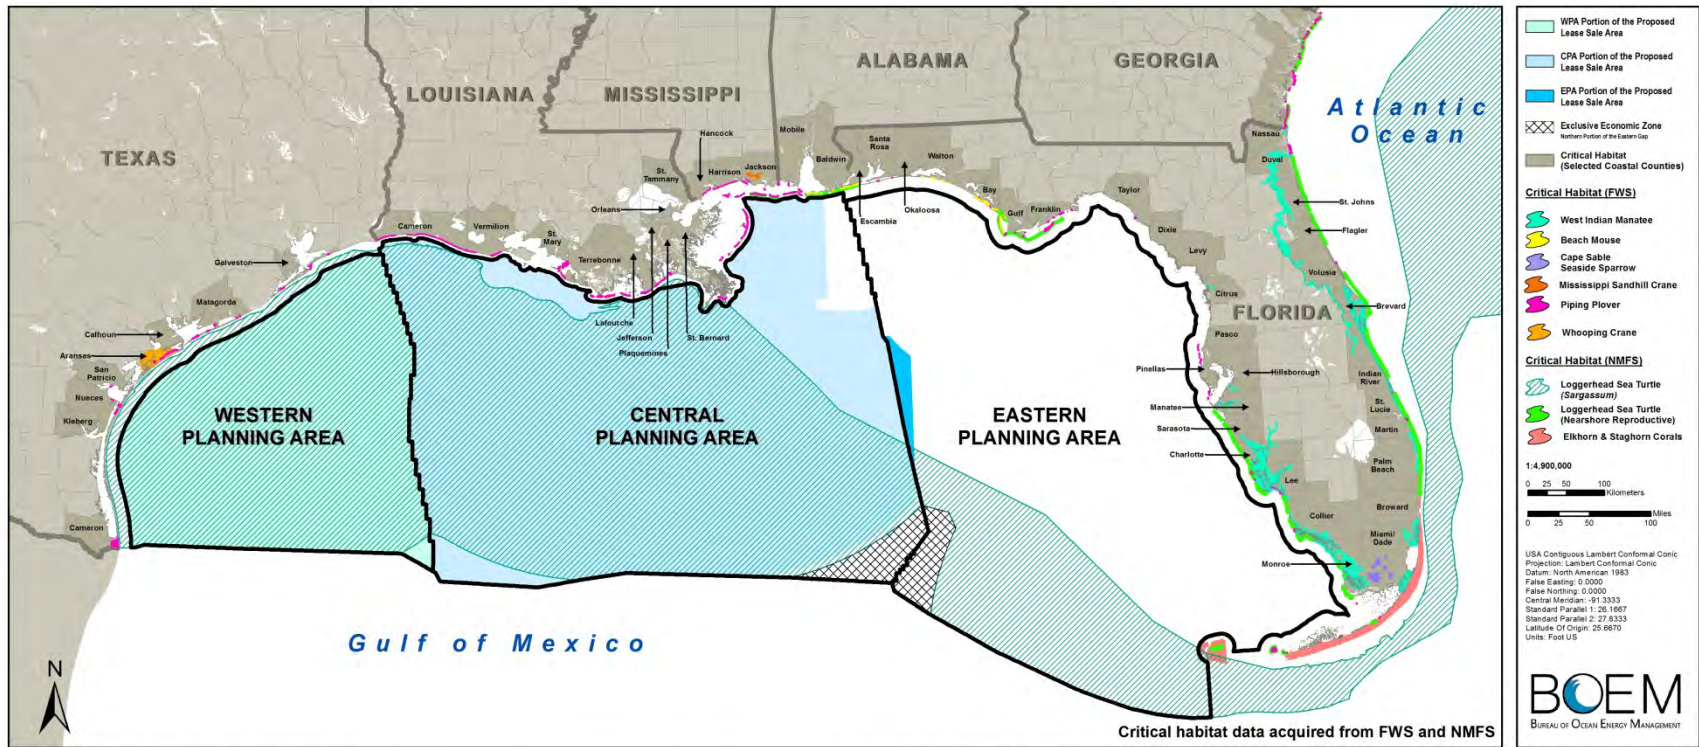 TEXAS
LOUISIANA
MISSISSIPPI
ALABAMA
GEORGIA
FLORIDA
Atlantic
Ocean
Gulf of Mexico
WESTERN
PLANNING AREA
CENTRAL
PLANNING AREA
EASTERN
PLANNING AREA
Cameron
Kleberg
Nueces
San
Patricio
Aransas
Calhoun
Matagorda
Galveston
Cameron
Vermilion
St.
Mary
Terrebonne
Lafourche
Jefferson
Plaquemines
St. Bernard
Orleans
St.
Tammany
Hancock
Harrison
Jackson
Mobile
Baldwin
Escambia
Santa
Rosa
Okaloosa
Walton
Bay
Gulf
Franklin
Taylor
Dixie
Levy
Citrus
Pasco
Pinellas
Hillsborough
Manatee
Sarasota
Charlotte
Lee
Collier
Monroe
Miami/
Dade
Broward
Palm
Beach
Martin
St.
Lucie
Indian
River
Brevard
Volusia
Flagler
St. Johns
Duval
Nassau
N
Critical habitat data acquired from FWS and NMFS
WPA Portion of the Proposed
Lease Sale Area
CPA Portion of the Proposed
Lease Sale Area
EPA Portion of the Proposed
Lease Sale Area
Exclusive Economic Zone
Northern Portion of the Eastern Gap
Critical Habitat
(Selected Coastal Counties)
Critical Habitat (FWS)
West Indian Manatee
Beach Mouse
Cape Sable
Seaside Sparrow
Mississippi Sandhill Crane
Piping Plover
Whooping Crane
Critical Habitat (NMFS)
Loggerhead Sea Turtle
(Sargassum)
Loggerhead Sea Turtle
(Nearshore Reproductive)
Elkhorn & Staghorn Corals
1:4,900,000
0 25 50 100
Kilometers
Miles
0 25 50 100
USA Contiguous Lambert Conformal Conic
Projection: Lambert Conformal Conic
Datum: North American 1983
False Easting: 0.0000
False Northing: 0.0000
Central Meridian: -91.3333
Standard Parallel 1: 26.1667
Standard Parallel 2: 27.8333
Latitude Of Origin: 25.6670
Units: Foot US
BOEM
BUREAU OF OCEAN ENERGY MANAGEMENT